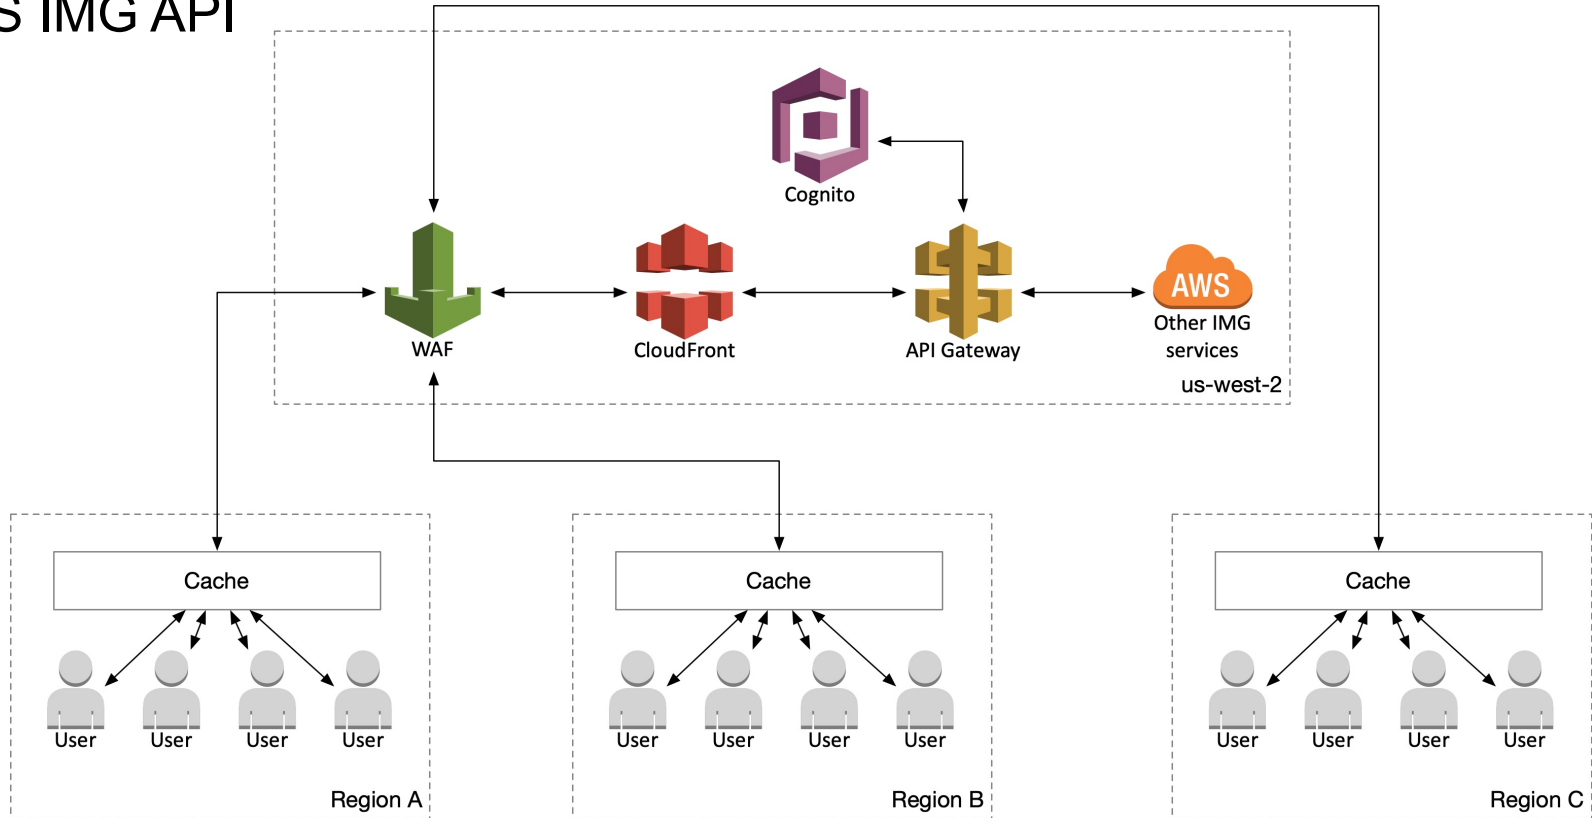 S IMG API
Cognito
WAF
CloudFront
API Gateway
AWS
Other IMG
services
us-west-2
Cache
User
User
User
User
Region A
Cache
User
User
User
User
Region B
Cache
User
User
User
User
Region C